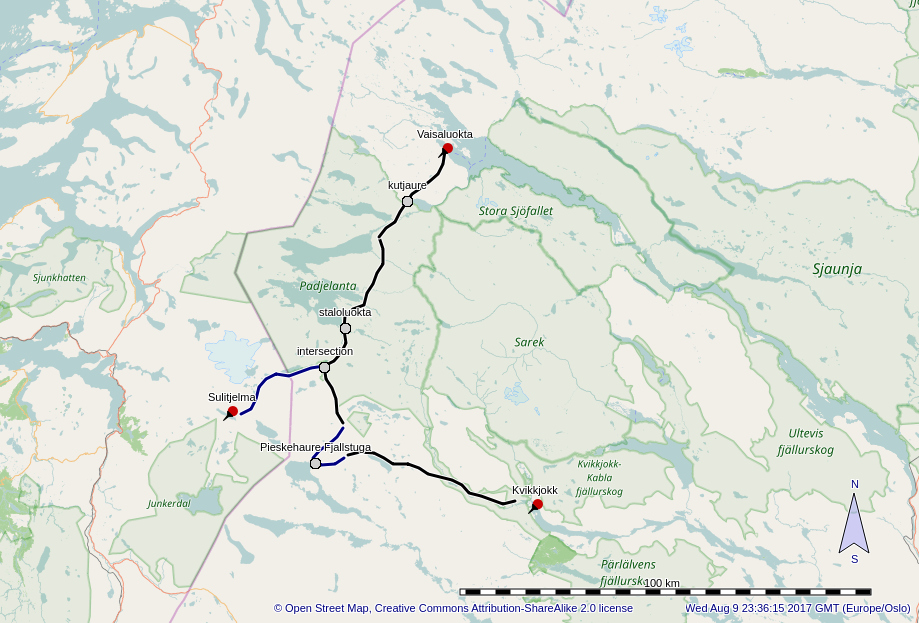 fj
Vaisaluokta
kutjaure
Stora Sjöfallet
Sjunkhatten
Padjelanta
Sjaunja
staloluokta
Sarek
intersection
Sulitjelma
Ultevis
fjällurskog
Pieskehaure Fjallstuga
Kvikkjokk-
Kabla
fjällurskog
Junkerdal
Kvikkjokk
N
S
Pärlälvens
fjällursk
100 km
© Open Street Map, Creative Commons Attribution-ShareAlike 2.0 license
Wed Aug 9 23:36:15 2017 GMT (Europe/Oslo)